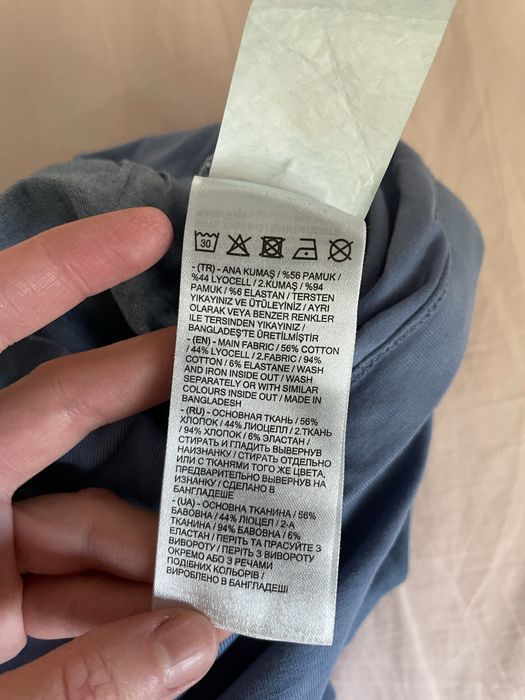 30
- (TR) - ANA KUMAŞ / %56 PAMUK /
%44 LYOCELL / 2.KUMAŞ / %94
PAMUK / %6 ELASTAN / TERSTEN
YIKAYINIZ VE ÜTÜLEYİNİZ / AYRI
OLARAK VEYA BENZER RENKLER
ILE TERSINDEN YIKAYINIZ /
BANGLADEŞ'TE ÜRETİLMİŞTİR
- (EN) - MAIN FABRIC / 56% COTTON
/ 44% LYOCELL / 2.FABRIC / 94%
COTTON / 6% ELASTANE / WASH
AND IRON INSIDE OUT / WASH
SEPARATELY OR WITH SIMILAR
COLOURS INSIDE OUT / MADE IN
BANGLADESH
- (RU) - ОСНОВНАЯ ТКАНЬ / 56%
ХЛОПОК / 44% ЛИОЦЕЛЛ / 2.ТКАНЬ
/ 94% ХЛОПОК / 6% ЭЛАСТАН /
СТИРАТЬ И ГЛАДИТЬ ВЫВЕРНУВ
НАИЗНАНКУ / СТИРАТЬ ОТДЕЛЬНО
ИЛИ С ТКАНЯМИ ТОГО ЖЕ ЦВЕТА,
ПРЕДВАРИТЕЛЬНО ВЫВЕРНУВ НА
ИЗНАНКУ / СДЕЛАНО В
БАНГЛАДЕШЕ
- (UA) - ОСНОВНА ТКАНИНА / 56%
БАВОВНА / 44% ЛІОЦЕЛ / 2-А
ТКАНИНА / 94% БАВОВНА / 6%
ЕЛАСТАН / ПЕРІТЬ ТА ПРАСУЙТЕ З
ВИВОРОТУ / ПЕРІТЬ З ВИВОРОТУ
ОКРЕМО АБО З РЕЧАМИ
ПОДІБНИХ КОЛЬОРІВ /
ВИРОБЛЕНО В БАНГЛАДЕШІ